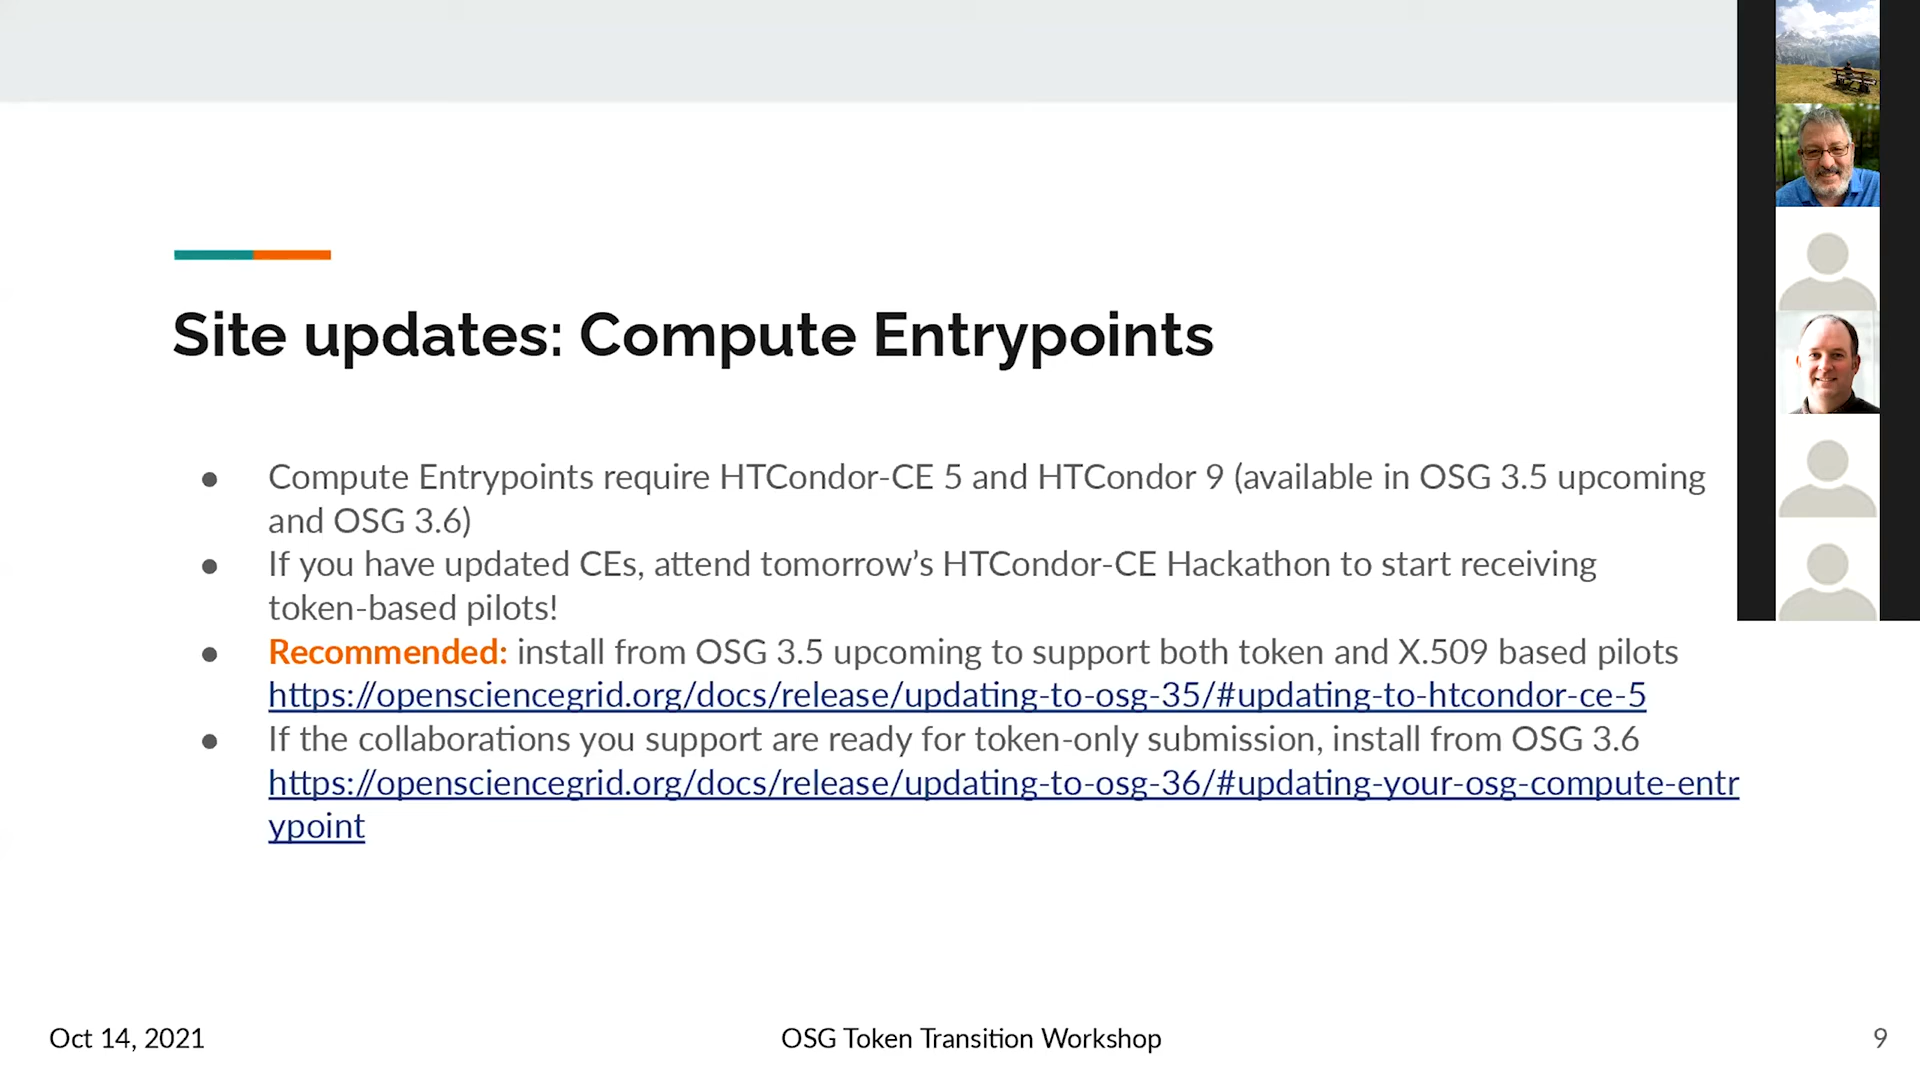 Site updates: Compute Entrypoints
● Compute Entrypoints require HTCondor-CE 5 and HTCondor 9 (available in OSG 3.5 upcoming
and OSG 3.6)
● If you have updated CEs, attend tomorrow’s HTCondor-CE Hackathon to start receiving
token-based pilots!
● Recommended: install from OSG 3.5 upcoming to support both token and X.509 based pilots
https://opensciencegrid.org/docs/release/updating-to-osg-35/#updating-to-htcondor-ce-5
● If the collaborations you support are ready for token-only submission, install from OSG 3.6
https://opensciencegrid.org/docs/release/updating-to-osg-36/#updating-your-osg-compute-entr
ypoint
Oct 14, 2021
OSG Token Transition Workshop
9